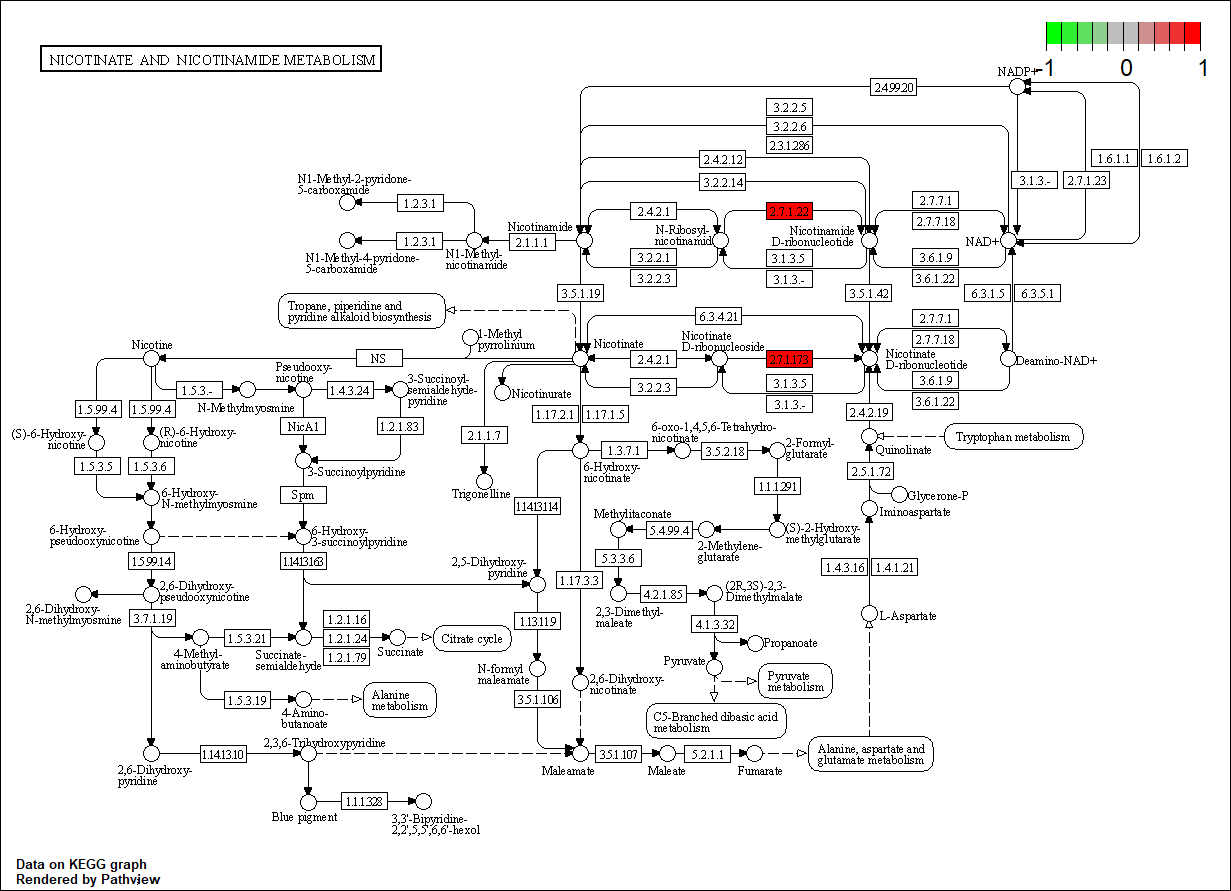 NICOTINATE AND NICOTINAMIDE METABOLISM
-1 0 1
NADP+
2.4.99.20
3.2.2.5
3.2.2.6
2.3.1.286
2.4.2.12
1.6.1.1
1.6.1.2
3.2.2.14
3.1.3.-
2.7.1.23
N1-Methyl-2-pyridone-
5-carboxamide
1.2.3.1
2.4.2.1
2.7.1.22
2.7.7.1
2.7.7.18
Nicotinamide
N-Ribosyl-
nicotinamid
Nicotinamide
D-ribonucleotide
NAD+
1.2.3.1
2.1.1.1
N1-Methyl-4-pyridone-
5-carboxamide
N1-Methyl-
nicotinamide
3.2.2.1
3.2.2.3
3.1.3.5
3.1.3.-
3.6.1.9
3.6.1.22
3.5.1.19
3.5.1.42
6.3.1.5
6.3.5.1
Tropane, piperidine and
pyridine alkaloid biosynthesis
6.3.4.21
2.7.7.1
2.7.7.18
1-Methyl
pyrrolinium
Nicotine
NS
Nicotinate
2.4.2.1
Nicotinate
D-ribonucleoside
2.7.1.173
Nicotinate
D-ribonucleotide
Deamino-NAD+
3.2.2.3
3.1.3.5
3.1.3.-
3.6.1.9
3.6.1.22
Pseudooxy-
nicotine
1.5.3.-
N-Methylmyosmine
1.4.3.24
3-Succinoyl-
semialdehyde-
pyridine
Nicotinurate
1.5.99.4
1.5.99.4
NicA1
1.2.1.83
2.1.1.7
1.17.2.1
1.17.1.5
2.4.2.19
(S)-6-Hydroxy-
nicotine
(R)-6-Hydroxy-
nicotine
6-oxo-1,4,5,6-Tetrahydro-
nicotinate
2-Formyl-
glutarate
Quinolinate
Tryptophan metabolism
1.5.3.5
1.5.3.6
3-Succinoylpyridine
6-Hydroxy-
nicotinate
1.3.7.1
3.5.2.18
2.5.1.72
6-Hydroxy-
N-methylmyosmine
Spm
Trigonelline
1.14.13.114
1.1.1.291
Glycerone-P
Iminoaspartate
Methylitaconate
6-Hydroxy-
pseudooxynicotine
6-Hydroxy-
3-succinoylpyridine
5.4.99.4
2-Methylene-
glutarate
(S)-2-Hydroxy-
methylglutarate
1.5.99.14
1.14.13.163
2,5-Dihydroxy-
pyridine
5.3.3.6
1.4.3.16
1.4.1.21
1.17.3.3
2,6-Dihydroxy-
N-methylmyosmine
2,6-Dihydroxy-
pseudooxynicotine
2,3-Dimethyl-
maleate
4.2.1.85
(2R,3S)-2,3-
Dimethylmalate
3.7.1.19
1.13.11.9
4.1.3.32
L-Aspartate
4-Methyl-
aminobutyrate
1.5.3.21
Succinate-
semialdehyde
1.2.1.16
1.2.1.24
1.2.1.79
Succinate
Citrate cycle
Propanoate
N-formyl
maleamate
Pyruvate
Pyruvate
metabolism
1.5.3.19
4-Amino-
butanoate
Alanine
metabolism
3.5.1.106
2,6-Dihydroxy-
nicotinate
C5-Branched dibasic acid
metabolism
2,6-Dihydroxy-
pyridine
1.14.13.10
2,3,6-Trihydroxypyridine
Maleamate
3.5.1.107
Maleate
5.2.1.1
Fumarate
Alanine, aspartate and
glutamate metabolism
Blue pigment
1.1.1.328
3,3'-Bipyridine-
2,2',5,5',6,6'-hexol
Data on KEGG graph
Rendered by Pathview